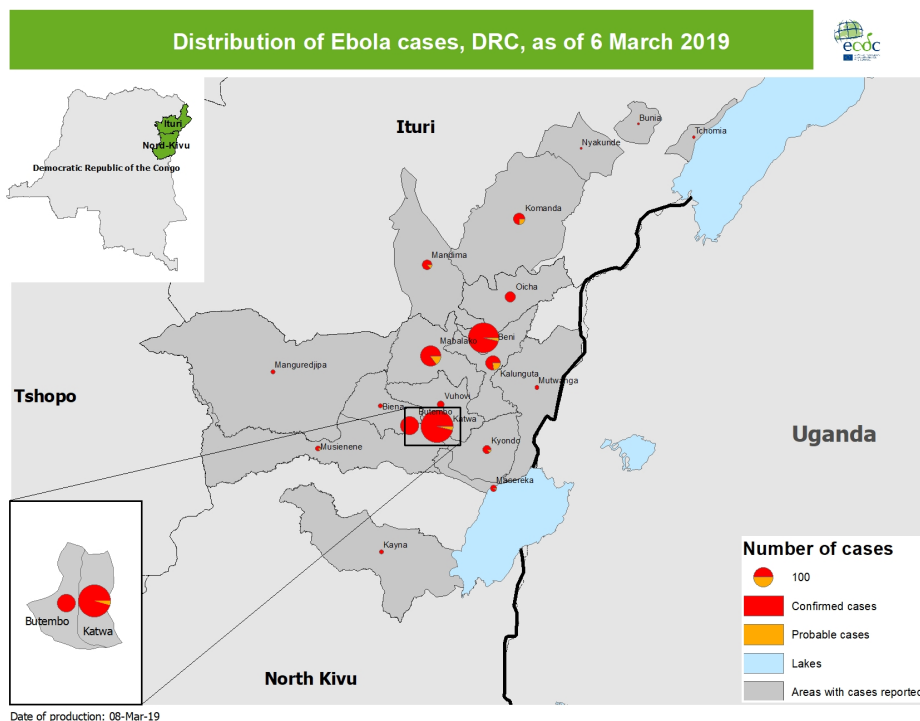 Distribution of Ebola cases, DRC, as of 6 March 2019
ecdc
Ituri
Nord-Kivu
Democratic Republic of the Congo
Ituri
Bunia
Tchomia
Nyakunde
Komanda
Mandima
Oicha
Mabalako
Beni
Manguredjipa
Kalunguta
Mutwanga
Tshopo
Biena
Vuhovi
Butembo
Katwa
Uganda
Musienene
Kyondo
Masereka
Kayna
Butembo
Katwa
North Kivu
Number of cases
100
Confirmed cases
Probable cases
Lakes
Areas with cases reported
Date of production: 08-Mar-19